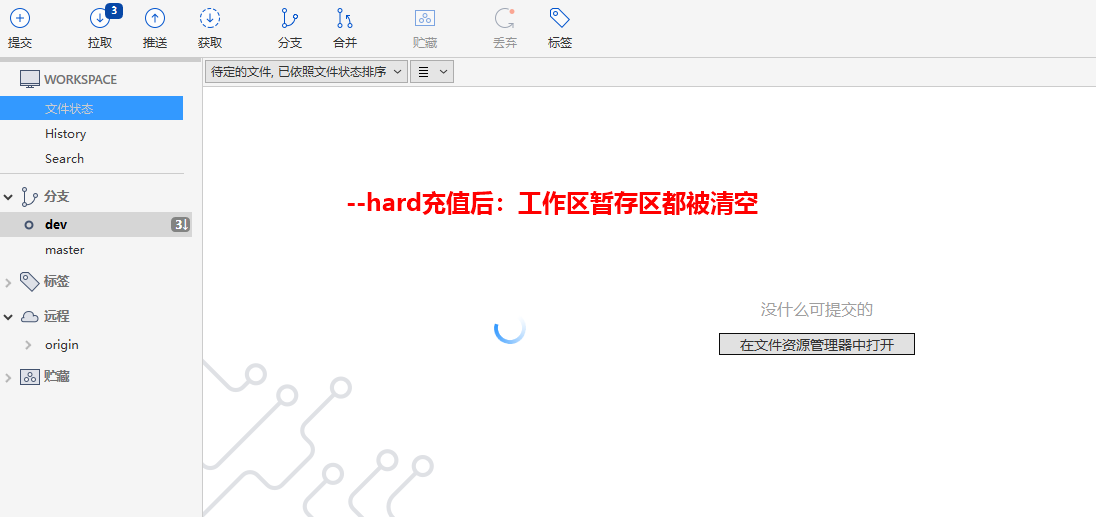 提交
3
拉取
推送
获取
分支
合并
贮藏
丢弃
标签
WORKSPACE
文件状态
History
Search
分支
dev
3↓
master
标签
远程
origin
贮藏
待定的文件, 已依照文件状态排序
--hard充值后：工作区暂存区都被清空
没什么可提交的
在文件资源管理器中打开